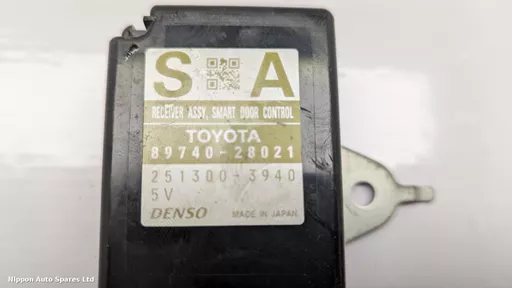 S A
RECEIVER ASSY, SMART DOOR CONTROL
TOYOTA
89740-28021
251300-3940
5V
DENSO MADE IN JAPAN
Nippon Auto Spares Ltd